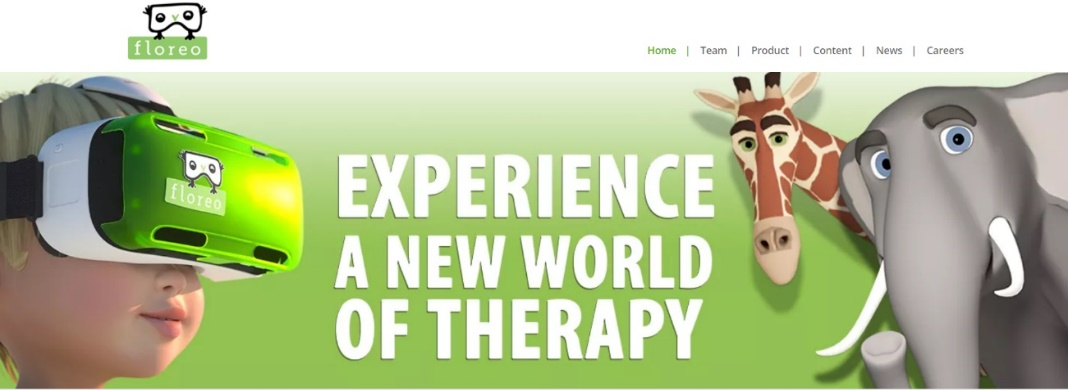 floreo
Home | Team | Product | Content | News | Careers
floreo
EXPERIENCE
A NEW WORLD
OF THERAPY